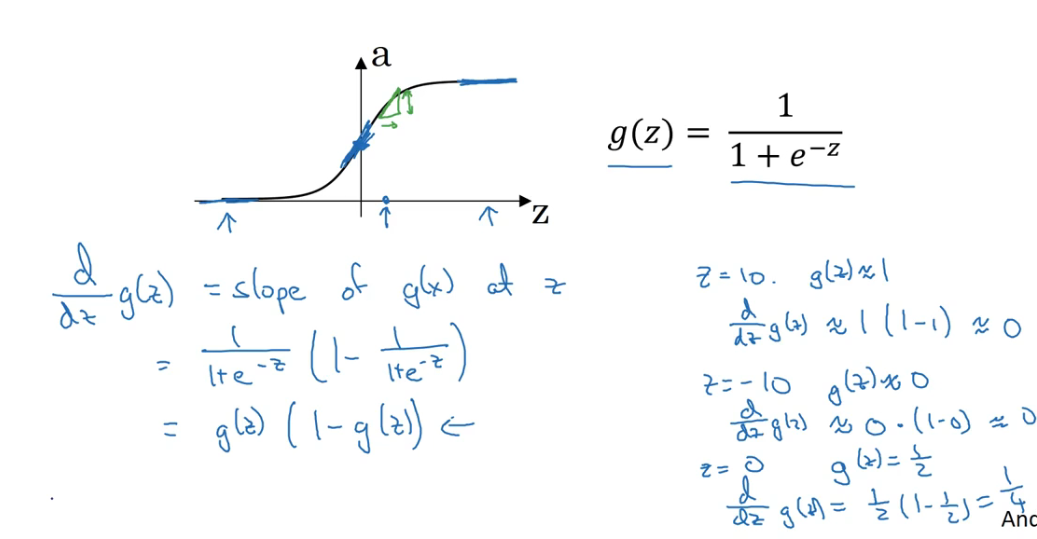 a
z
g(z) = 1 / (1 + e^{-z})
d/dz g(z) = slope of g(x) at z
= 1/(1+e^{-z}) (1 - 1/(1+e^{-z}))
= g(z) (1 - g(z)) ←
z = 10. g(z) ≈ 1
d/dz g(z) ≈ 1 (1-1) ≈ 0
z = -10 g(z) ≈ 0
d/dz g(z) ≈ 0 · (1-0) ≈ 0
z = 0 g(z) = 1/2
d/dz g(z) = 1/2 (1 - 1/2) = 1/4
And